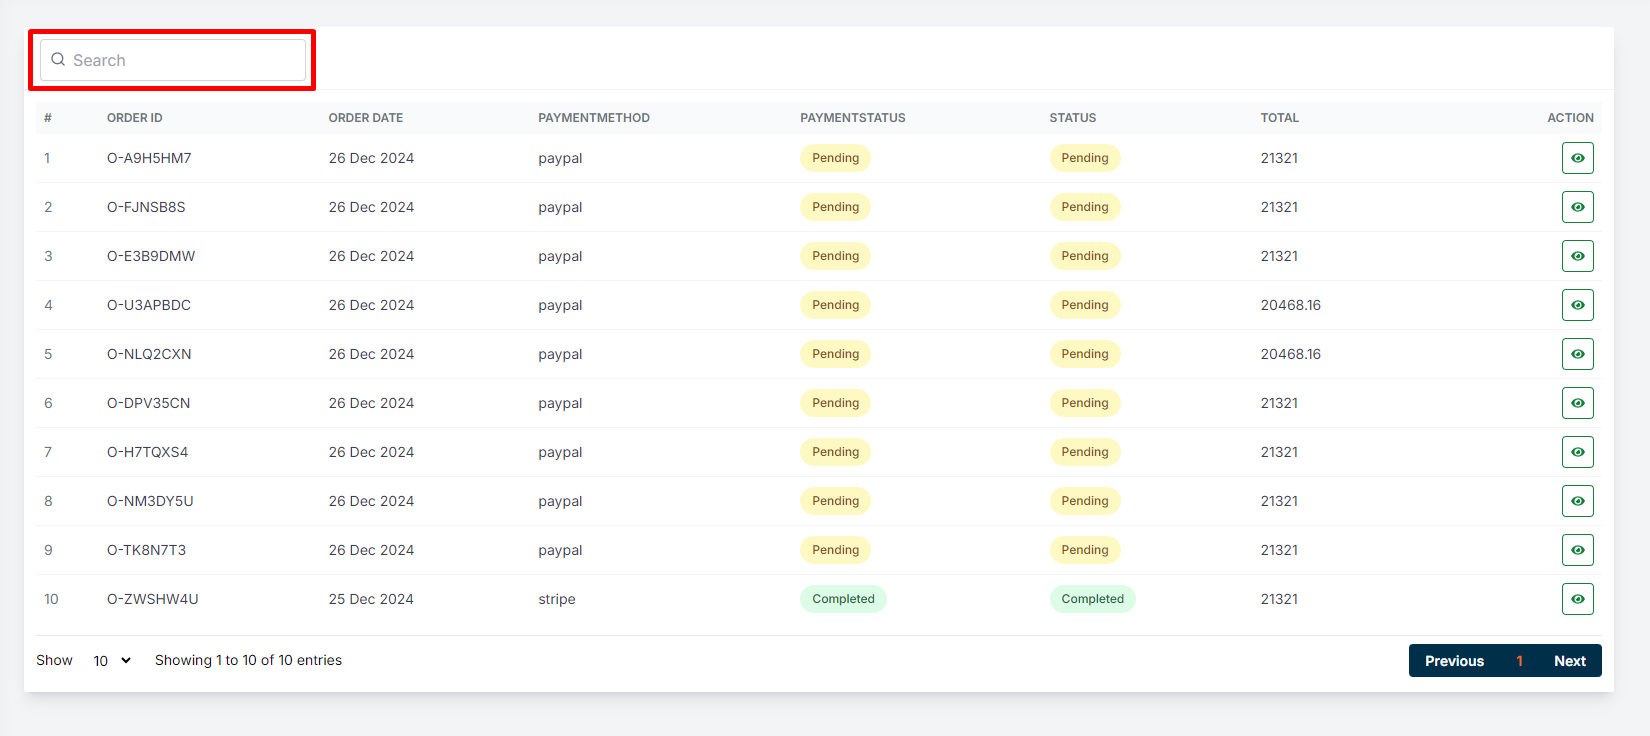 Search
# ORDER ID ORDER DATE PAYMENTMETHOD PAYMENTSTATUS STATUS TOTAL ACTION
1 O-A9H5HM7 26 Dec 2024 paypal Pending Pending 21321
2 O-FJNSB8S 26 Dec 2024 paypal Pending Pending 21321
3 O-E3B9DMW 26 Dec 2024 paypal Pending Pending 21321
4 O-U3APBDC 26 Dec 2024 paypal Pending Pending 20468.16
5 O-NLQ2CXN 26 Dec 2024 paypal Pending Pending 20468.16
6 O-DPV35CN 26 Dec 2024 paypal Pending Pending 21321
7 O-H7TQXS4 26 Dec 2024 paypal Pending Pending 21321
8 O-NM3DY5U 26 Dec 2024 paypal Pending Pending 21321
9 O-TK8N7T3 26 Dec 2024 paypal Pending Pending 21321
10 O-ZWSHW4U 25 Dec 2024 stripe Completed Completed 21321
Show 10 Showing 1 to 10 of 10 entries Previous 1 Next